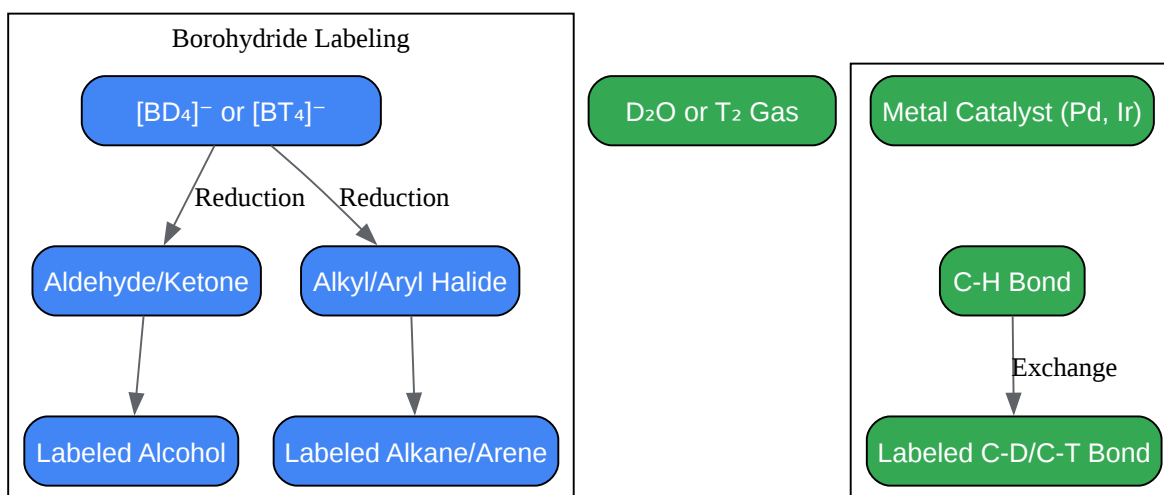 Borohydride Labeling
[BD₄]⁻ or [BT₄]⁻
D₂O or T₂ Gas
Metal Catalyst (Pd, Ir)
Reduction
Reduction
Aldehyde/Ketone
Alkyl/Aryl Halide
C-H Bond
Exchange
Labeled Alcohol
Labeled Alkane/Arene
Labeled C-D/C-T Bond